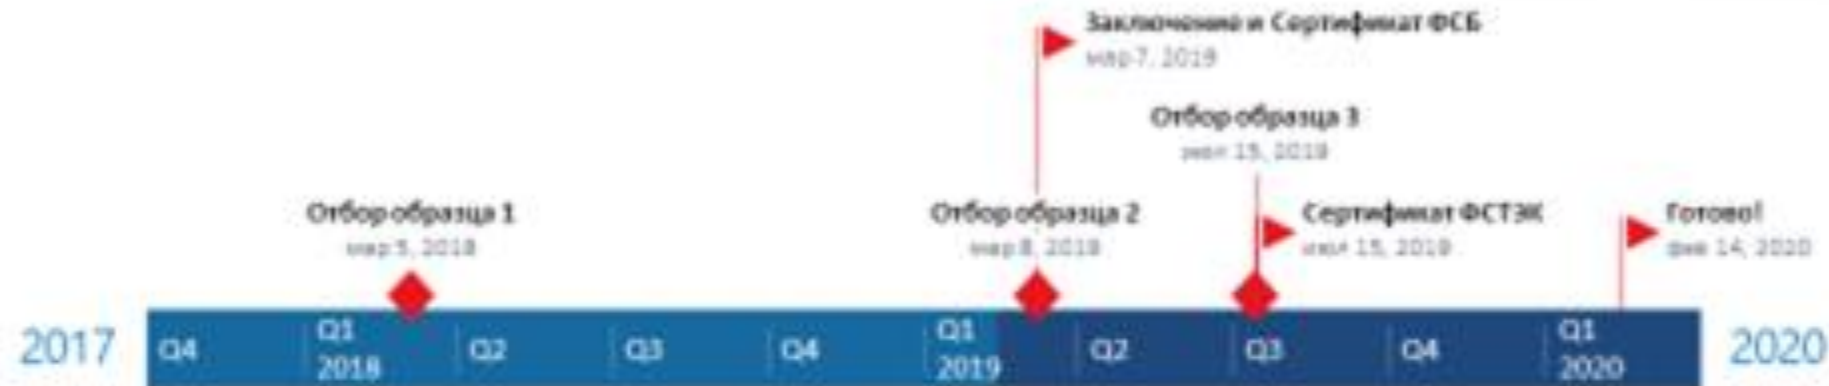 Заключение и Сертификат ФСБ
мар 7, 2019
Отбор образца 3
июл 15, 2019
Отбор образца 1
мар 5, 2018
Отбор образца 2
мар 8, 2019
Сертификат ФСТЭК
июл 15, 2019
Готово!
фев 14, 2020
2017
Q4
Q1
2018
Q2
Q3
Q4
Q1
2019
Q2
Q3
Q4
Q1
2020
2020